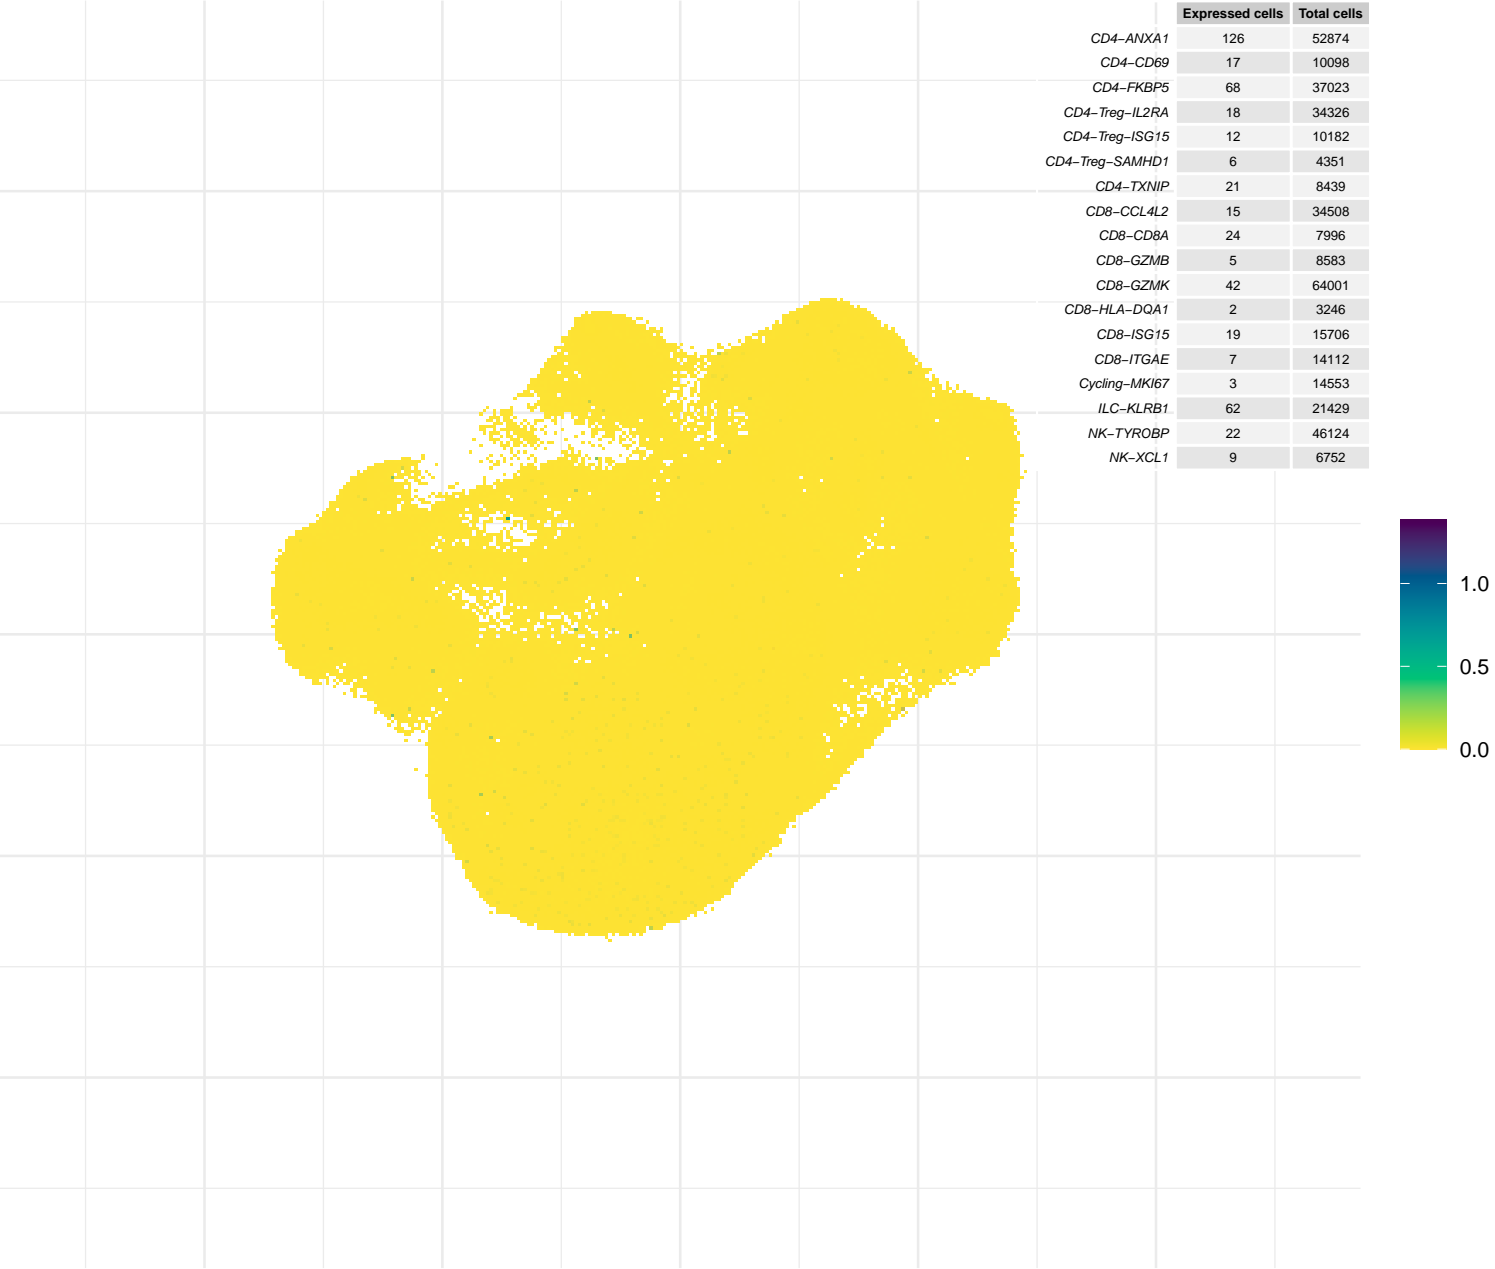 Expressed cells Total cells
CD4−ANXA1 126 52874
CD4−CD69 17 10098
CD4−FKBP5 68 37023
CD4−Treg−IL2RA 18 34326
CD4−Treg−ISG15 12 10182
CD4−Treg−SAMHD1 6 4351
CD4−TXNIP 21 8439
CD8−CCL4L2 15 34508
CD8−CD8A 24 7996
CD8−GZMB 5 8583
CD8−GZMK 42 64001
CD8−HLA−DQA1 2 3246
CD8−ISG15 19 15706
CD8−ITGAE 7 14112
Cycling−MKI67 3 14553
ILC−KLRB1 62 21429
NK−TYROBP 22 46124
NK−XCL1 9 6752
1.0
0.5
0.0